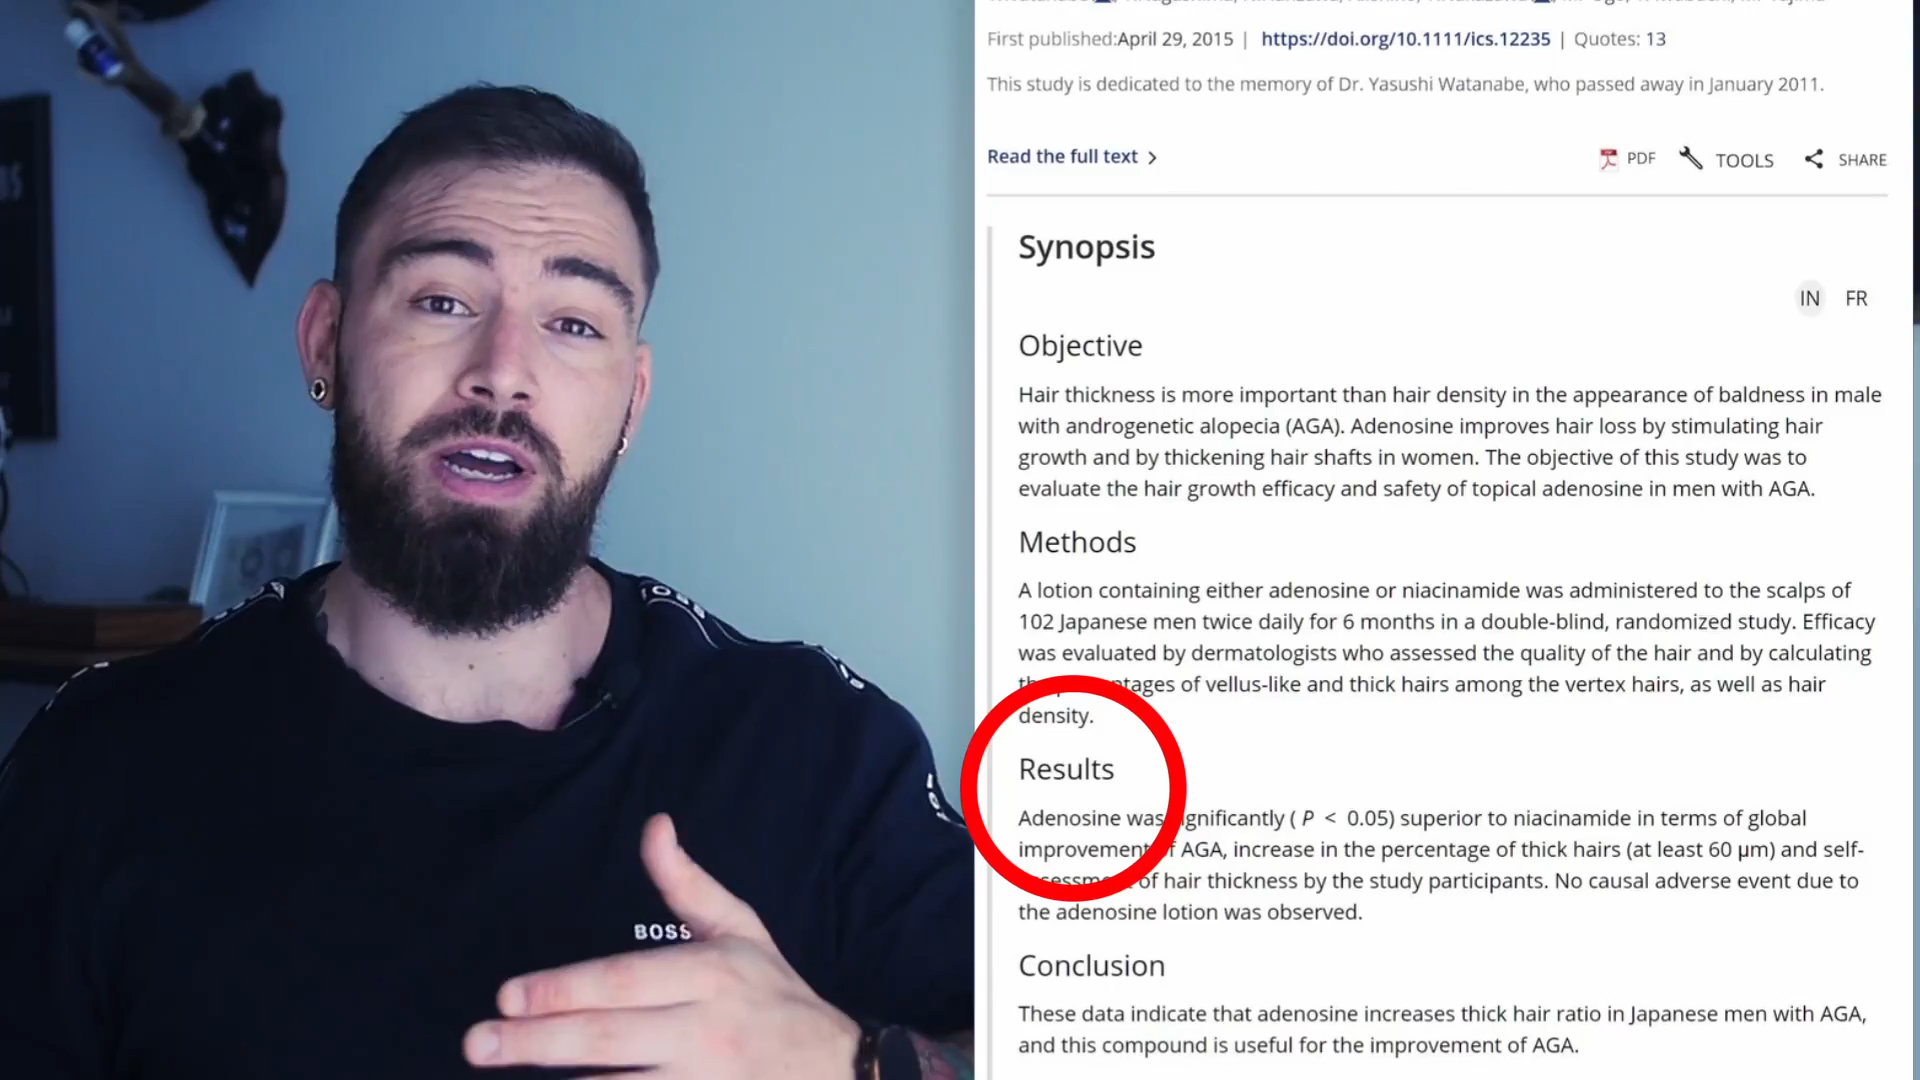 First published:April 29, 2015 | https://doi.org/10.1111/ics.12235 | Quotes: 13
This study is dedicated to the memory of Dr. Yasushi Watanabe, who passed away in January 2011.
Read the full text >
PDF TOOLS SHARE
Synopsis
IN FR
Objective
Hair thickness is more important than hair density in the appearance of baldness in male
with androgenetic alopecia (AGA). Adenosine improves hair loss by stimulating hair
growth and by thickening hair shafts in women. The objective of this study was to
evaluate the hair growth efficacy and safety of topical adenosine in men with AGA.
Methods
A lotion containing either adenosine or niacinamide was administered to the scalps of
102 Japanese men twice daily for 6 months in a double-blind, randomized study. Efficacy
was evaluated by dermatologists who assessed the quality of the hair and by calculating
of vellus-like and thick hairs among the vertex hairs, as well as hair
density.
Results
Adenosine was significantly ( P < 0.05) superior to niacinamide in terms of global
improvement of AGA, increase in the percentage of thick hairs (at least 60 μm) and self-
of hair thickness by the study participants. No causal adverse event due to
the adenosine lotion was observed.
Conclusion
These data indicate that adenosine increases thick hair ratio in Japanese men with AGA,
and this compound is useful for the improvement of AGA.
BOSS